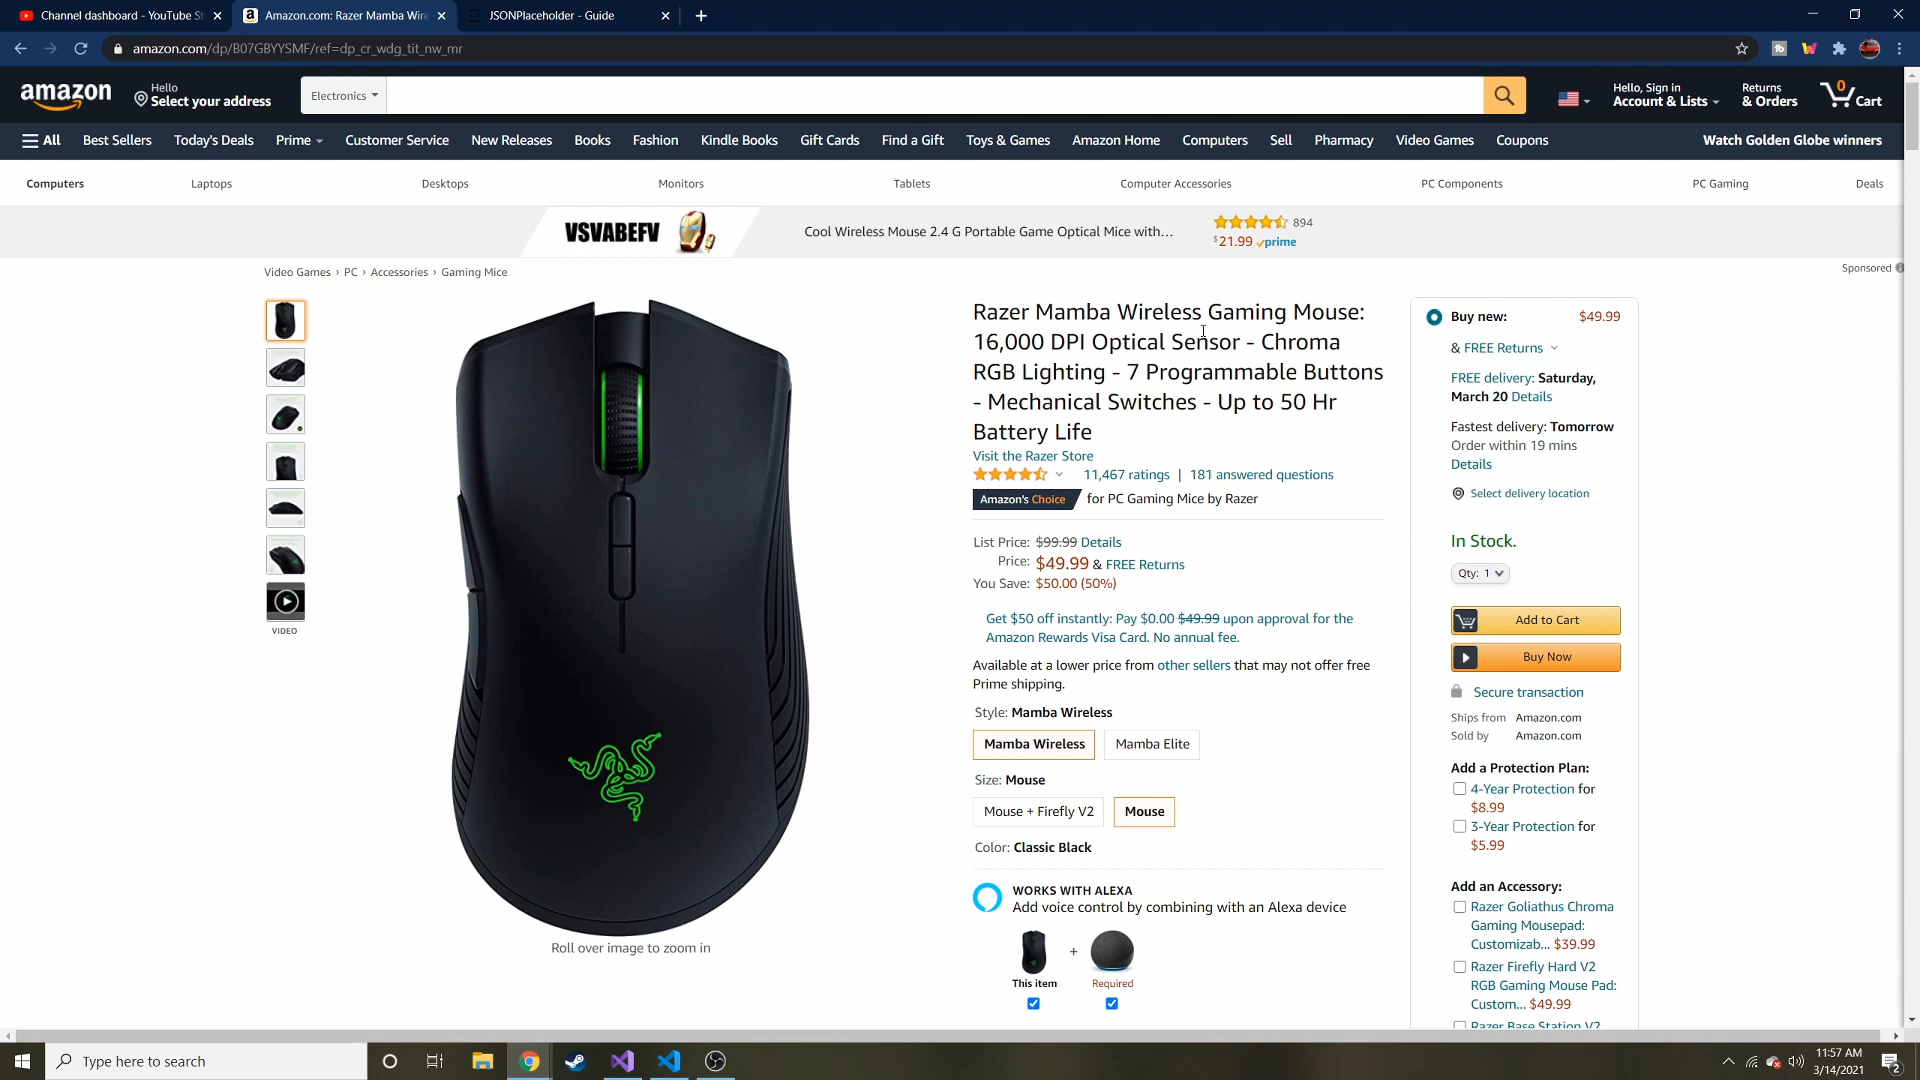 Channel dashboard - YouTube St
Amazon.com: Razer Mamba Wire
JSONPlaceholder - Guide
amazon.com/dp/B07GBYYSMF/ref=dp_cr_wdg_tit_nw_mr
amazon
Hello
Select your address
Electronics
Hello, Sign in
Account & Lists
Returns
& Orders
0
Cart
All
Best Sellers
Today's Deals
Prime
Customer Service
New Releases
Books
Fashion
Kindle Books
Gift Cards
Find a Gift
Toys & Games
Amazon Home
Computers
Sell
Pharmacy
Video Games
Coupons
Watch Golden Globe winners
Computers
Laptops
Desktops
Monitors
Tablets
Computer Accessories
PC Components
PC Gaming
Deals
VSVABEFV
Cool Wireless Mouse 2.4 G Portable Game Optical Mice with…
894
$21.99 prime
Sponsored
Video Games › PC › Accessories › Gaming Mice
VIDEO
Roll over image to zoom in
Razer Mamba Wireless Gaming Mouse:
16,000 DPI Optical Sensor - Chroma
RGB Lighting - 7 Programmable Buttons
- Mechanical Switches - Up to 50 Hr
Battery Life
Visit the Razer Store
11,467 ratings | 181 answered questions
Amazon's Choice for PC Gaming Mice by Razer
List Price: $99.99 Details
Price: $49.99 & FREE Returns
You Save: $50.00 (50%)
Get $50 off instantly: Pay $0.00 $49.99 upon approval for the
Amazon Rewards Visa Card. No annual fee.
Available at a lower price from other sellers that may not offer free
Prime shipping.
Style: Mamba Wireless
Mamba Wireless
Mamba Elite
Size: Mouse
Mouse + Firefly V2
Mouse
Color: Classic Black
WORKS WITH ALEXA
Add voice control by combining with an Alexa device
+
This item
Required
Buy new: $49.99
& FREE Returns
FREE delivery: Saturday,
March 20 Details
Fastest delivery: Tomorrow
Order within 19 mins
Details
Select delivery location
In Stock.
Qty: 1
Add to Cart
Buy Now
Secure transaction
Ships from Amazon.com
Sold by Amazon.com
Add a Protection Plan:
4-Year Protection for
$8.99
3-Year Protection for
$5.99
Add an Accessory:
Razer Goliathus Chroma
Gaming Mousepad:
Customizab... $39.99
Razer Firefly Hard V2
RGB Gaming Mouse Pad:
Custom... $49.99
Razer Base Station V2
Type here to search
11:57 AM
3/14/2021
2